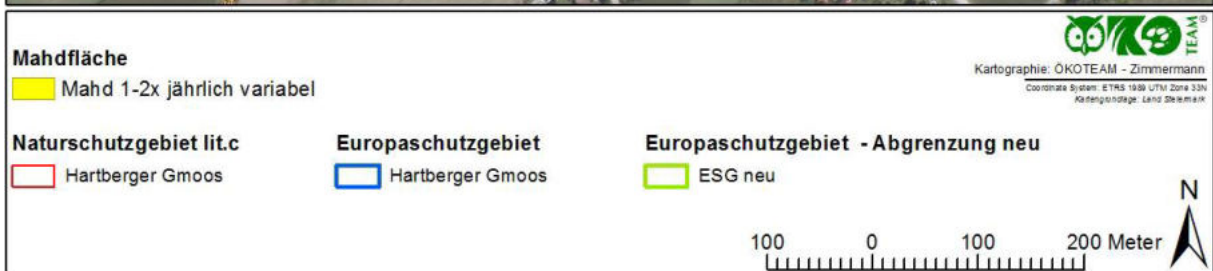 Mahdfläche
Mahd 1-2x jährlich variabel
ÖKO TEAM ®
Kartographie: ÖKOTEAM - Zimmermann
Coordinate System: ETRS 1989 UTM Zone 33N
Kartengrundlage: Land Steiermark
Naturschutzgebiet lit.c
Hartberger Gmoos
Europaschutzgebiet
Hartberger Gmoos
Europaschutzgebiet - Abgrenzung neu
ESG neu
N
100 0 100 200 Meter